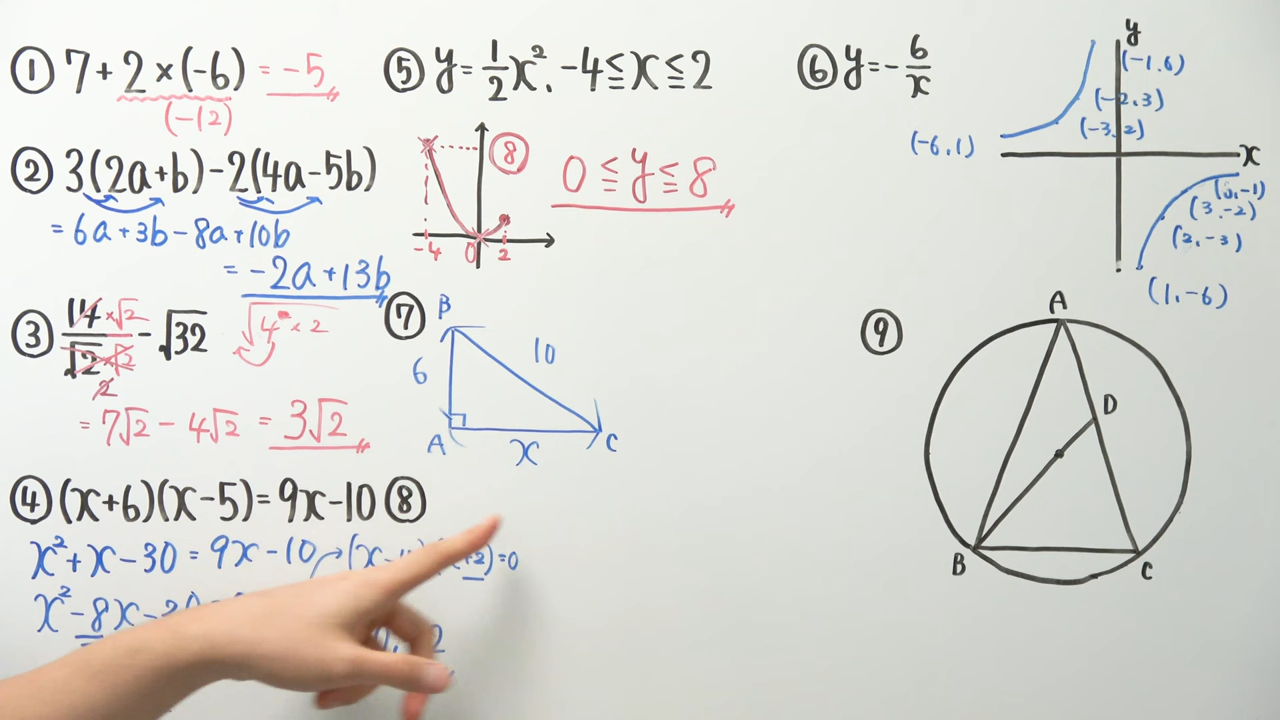 ① 7+2×(-6) = -5
(-12)
② 3(2a+b)-2(4a-5b)
= 6a+3b-8a+10b
= -2a+13b
③ 14×√2 / √2×√2 - √32
2
√4²×2
= 7√2 - 4√2 = 3√2
④ (x+6)(x-5)=9x-10
x²+x-30 = 9x-10
x²-8x-20
+2)=0
⑤ y=1/2x². -4≦x≦2
⑧
-4 0 2
0≦y≦8
⑥ y=-6/x
y
x
(-1,6)
(-2,3)
(-3,2)
(-6,1)
(6,-1)
(3,-2)
(2,-3)
(1,-6)
⑦
B
6
10
A
x
C
⑧
⑨
A
D
B
C